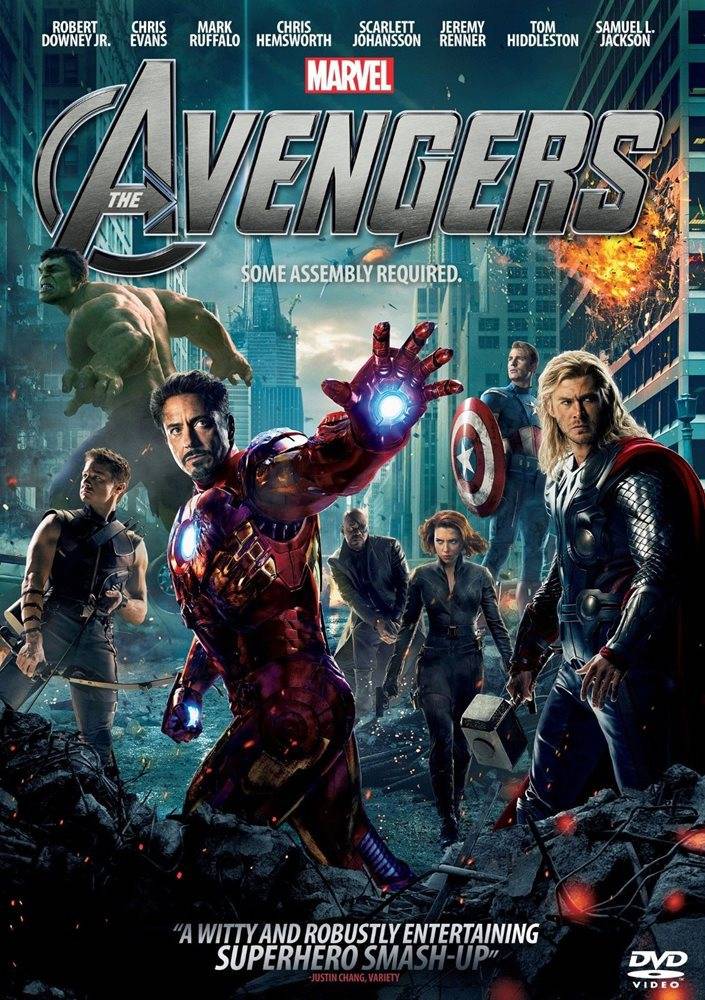 ROBERT DOWNEY JR.
CHRIS EVANS
MARK RUFFALO
CHRIS HEMSWORTH
SCARLETT JOHANSSON
JEREMY RENNER
TOM HIDDLESTON
SAMUEL L. JACKSON
MARVEL
THE AVENGERS
SOME ASSEMBLY REQUIRED.
"A WITTY AND ROBUSTLY ENTERTAINING
SUPERHERO SMASH-UP"
-JUSTIN CHANG, VARIETY
DVD
VIDEO